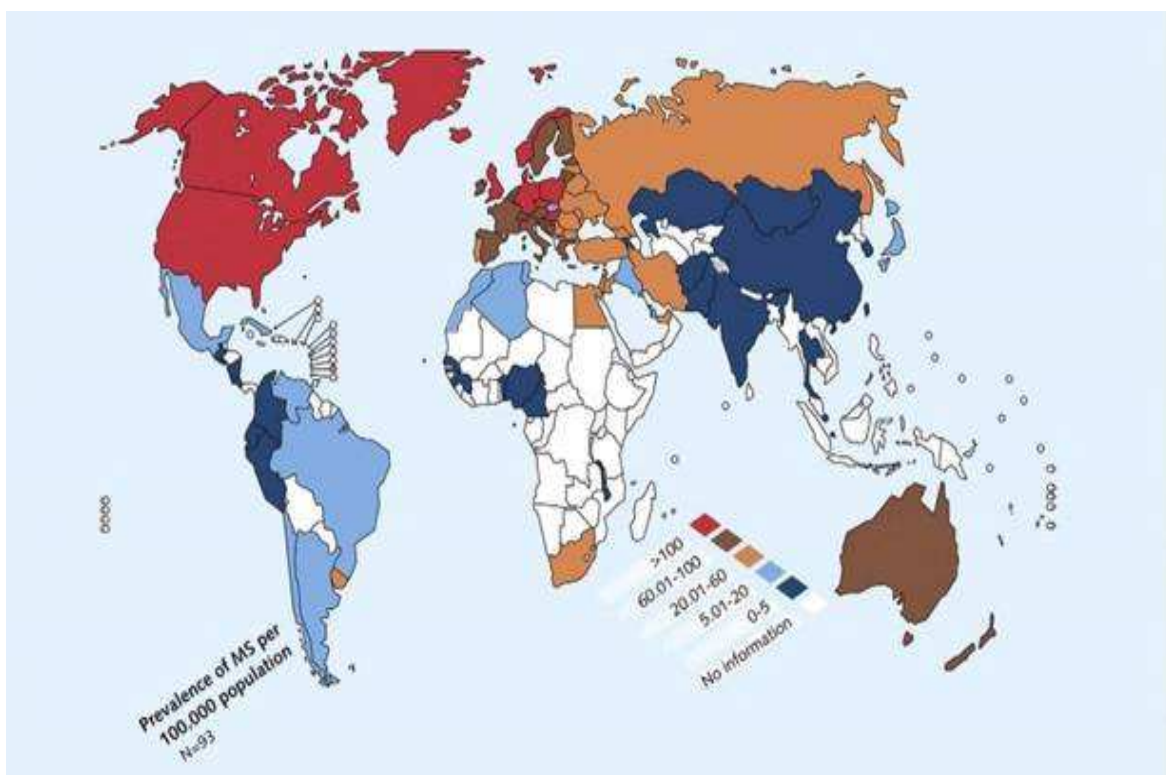 >100
60.01-100
20.01-60
5.01-20
0-5
No information
Prevalence of MS per
100,000 population
N=93